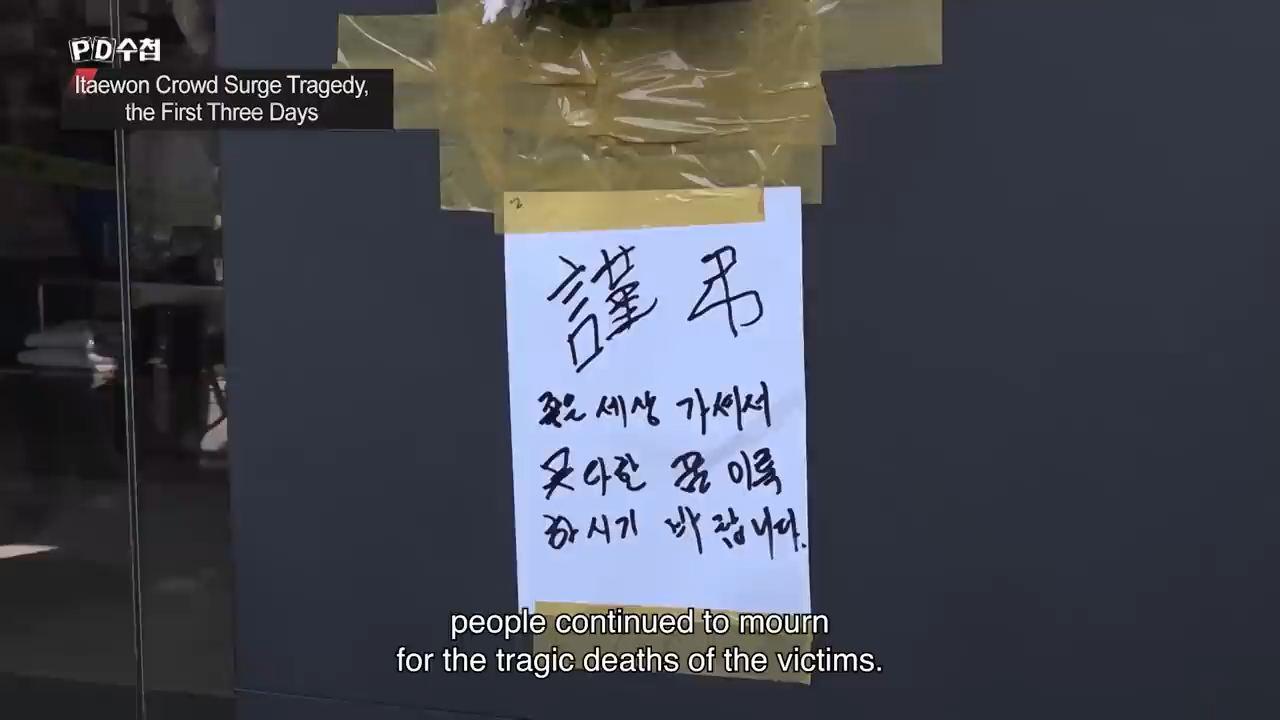 PD수첩
Itaewon Crowd Surge Tragedy,
the First Three Days
謹 弔
좋은 세상 가셔서
못 다한 꿈 이룩
하시기 바랍니다.
people continued to mourn
for the tragic deaths of the victims.